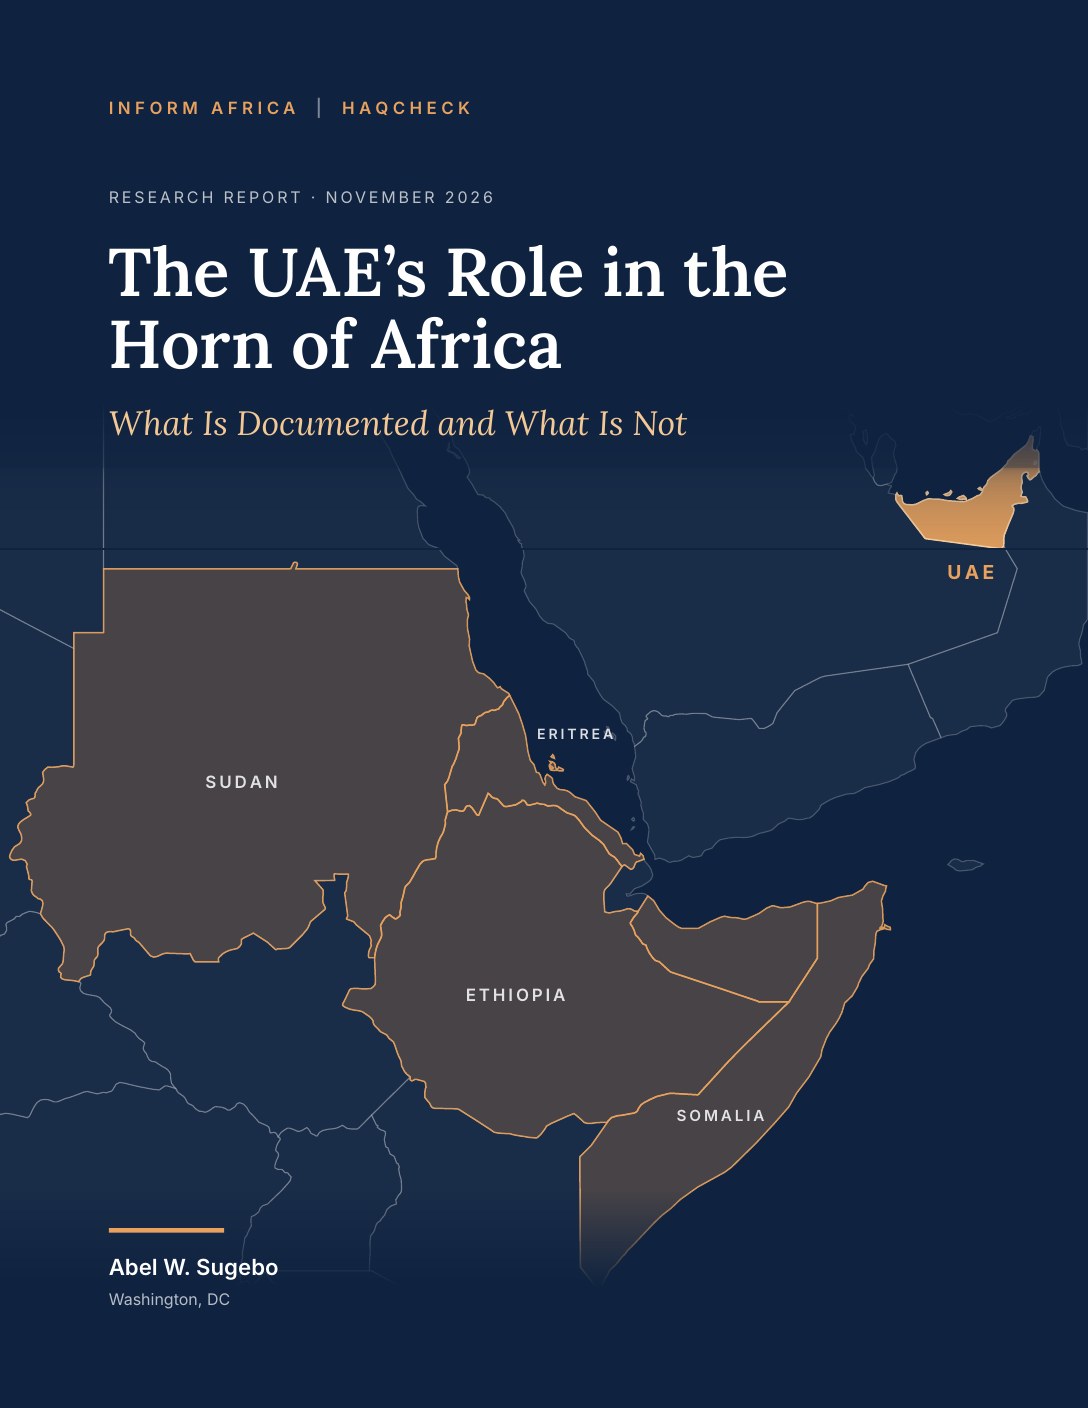 INFORM AFRICA | HAQCHECK
RESEARCH REPORT · NOVEMBER 2026
The UAE’s Role in the
Horn of Africa
What Is Documented and What Is Not
UAE
ERITREA
SUDAN
ETHIOPIA
SOMALIA
Abel W. Sugebo
Washington, DC